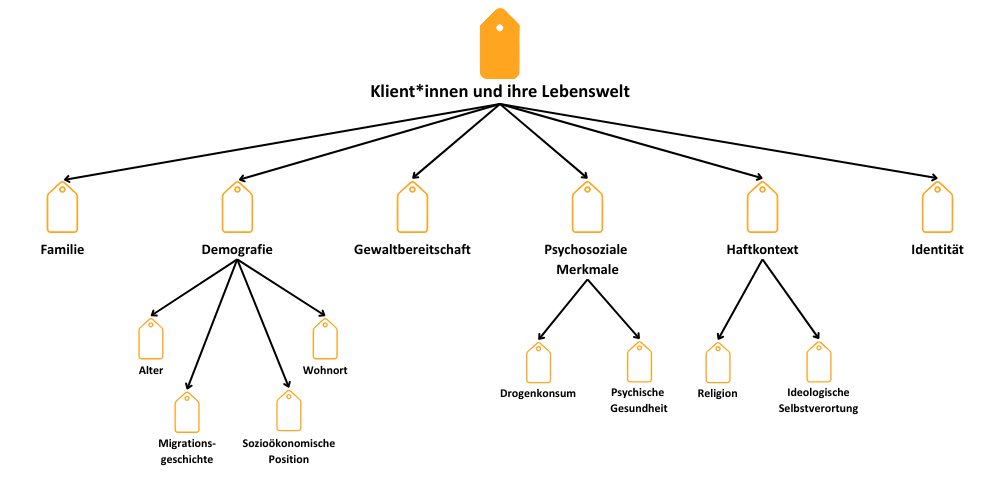 Klient*innen und ihre Lebenswelt
Familie
Demografie
Gewaltbereitschaft
Psychosoziale
Merkmale
Haftkontext
Identität
Alter
Wohnort
Migrations-
geschichte
Sozioökonomische
Position
Drogenkonsum
Psychische
Gesundheit
Religion
Ideologische
Selbstverortung